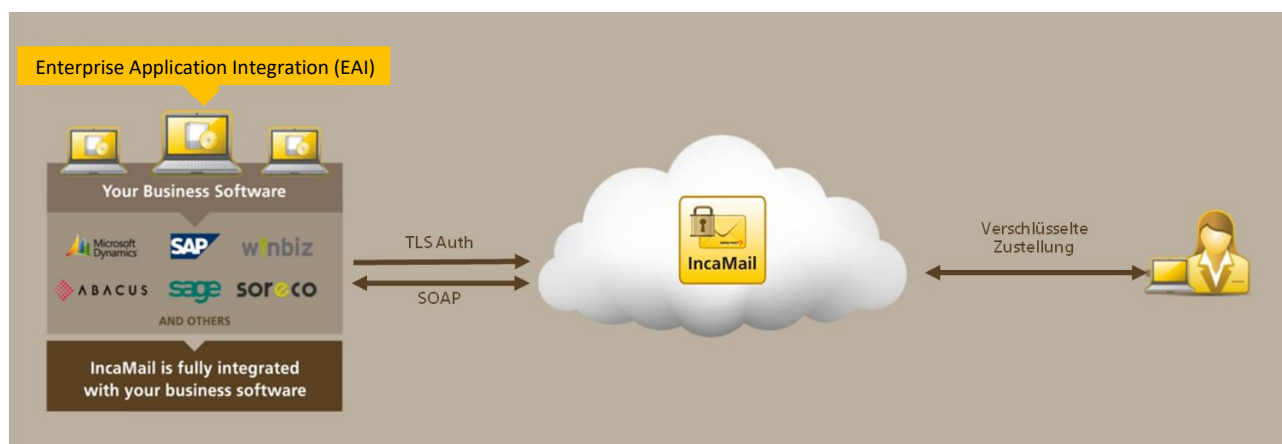 Enterprise Application Integration (EAI)
Your Business Software
Microsoft
Dynamics
SAP
winbiz
ABACUS
sage
soreco
AND OTHERS
IncaMail is fully integrated
with your business software
TLS Auth
SOAP
IncaMail
Verschlüsselte
Zustellung